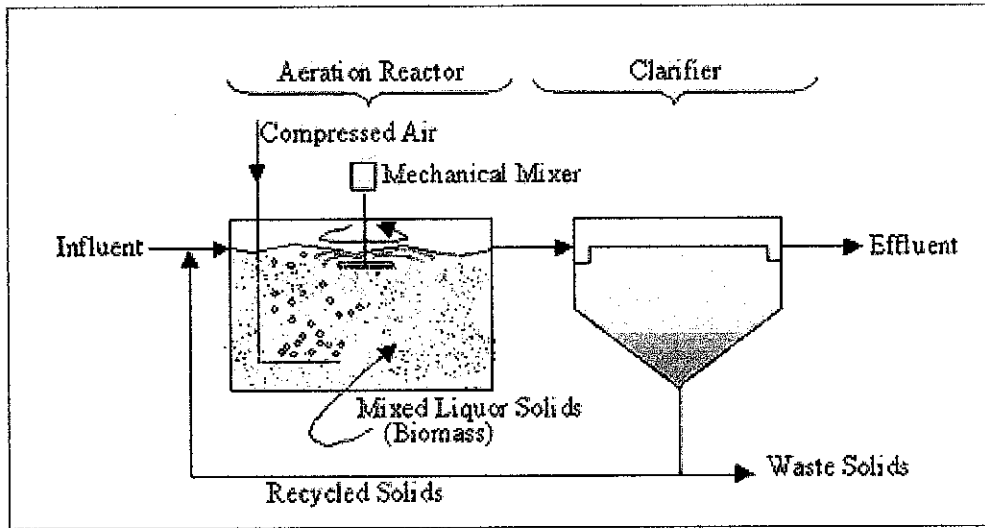 Aeration Reactor
Clarifier
Compressed Air
Mechanical Mixer
Influent
Effluent
Mixed Liquor Solids
(Biomass)
Waste Solids
Recycled Solids